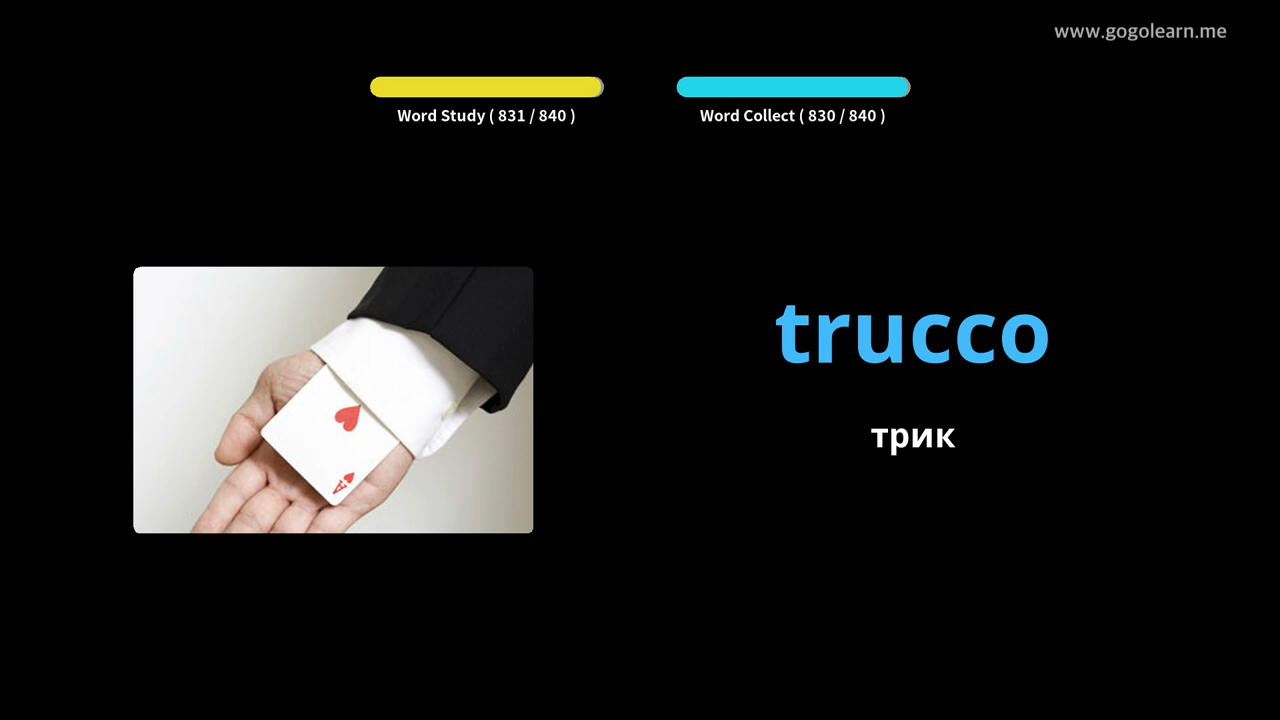 www.gogolearn.me
Word Study ( 831 / 840 )
Word Collect ( 830 / 840 )
trucco
трик
A